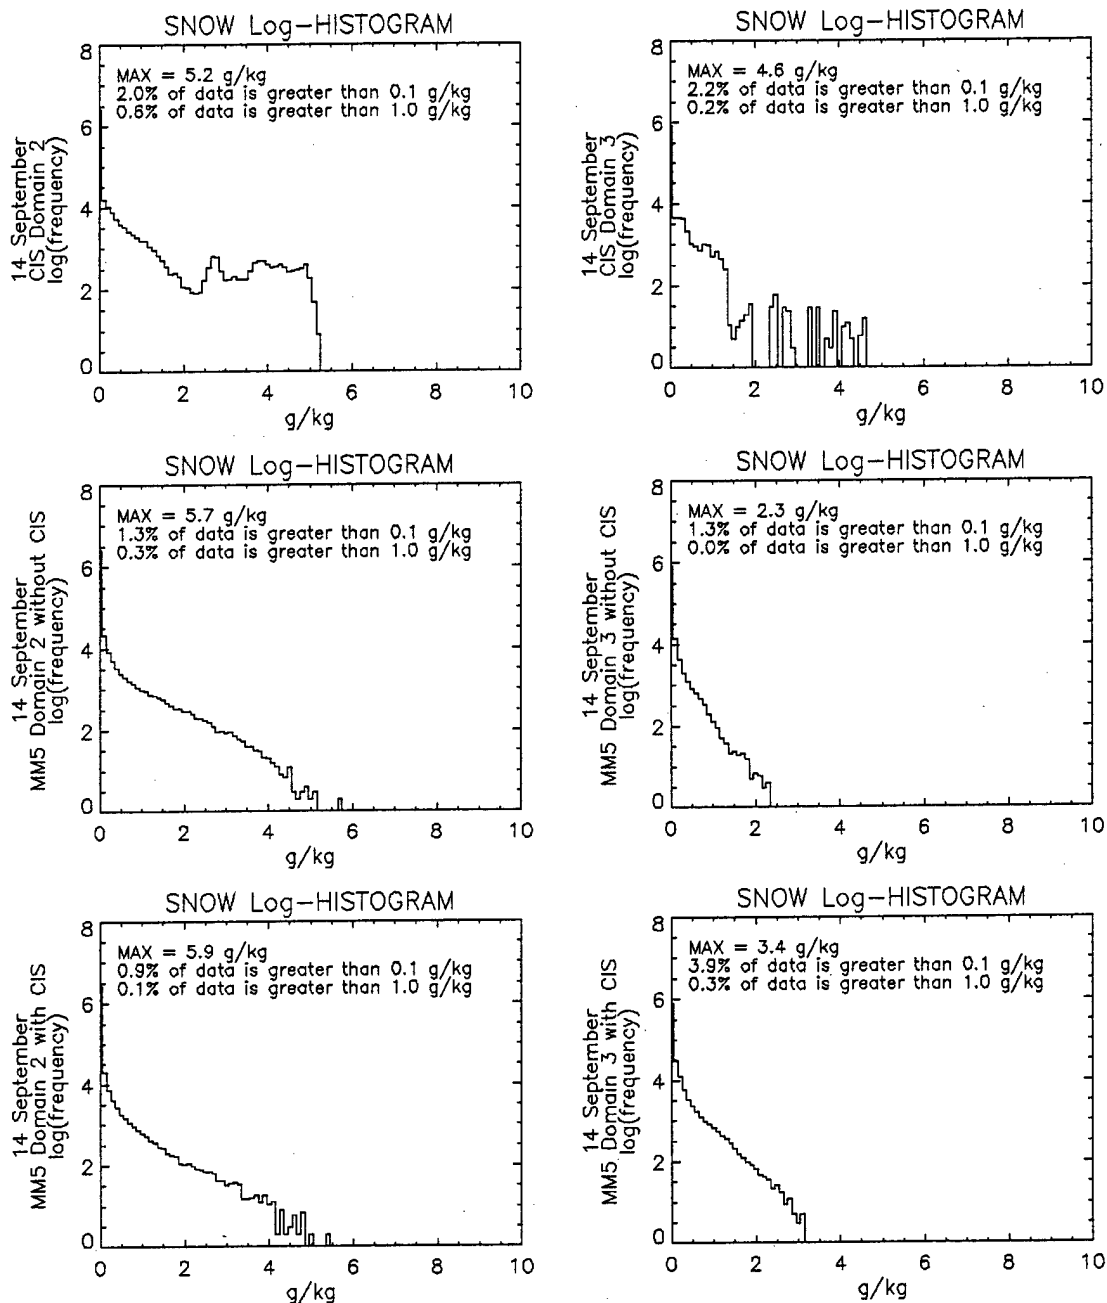 SNOW Log-HISTOGRAM
14 September
CIS Domain 2
log(frequency)
MAX = 5.2 g/kg
2.0% of data is greater than 0.1 g/kg
0.6% of data is greater than 1.0 g/kg
8
6
4
2
0
0 2 4 6 8 10
g/kg
SNOW Log-HISTOGRAM
14 September
CIS Domain 3
log(frequency)
MAX = 4.6 g/kg
2.2% of data is greater than 0.1 g/kg
0.2% of data is greater than 1.0 g/kg
8
6
4
2
0
0 2 4 6 8 10
g/kg
SNOW Log-HISTOGRAM
14 September
MM5 Domain 2 without CIS
log(frequency)
MAX = 5.7 g/kg
1.3% of data is greater than 0.1 g/kg
0.3% of data is greater than 1.0 g/kg
8
6
4
2
0
0 2 4 6 8 10
g/kg
SNOW Log-HISTOGRAM
14 September
MM5 Domain 3 without CIS
log(frequency)
MAX = 2.3 g/kg
1.3% of data is greater than 0.1 g/kg
0.0% of data is greater than 1.0 g/kg
8
6
4
2
0
0 2 4 6 8 10
g/kg
SNOW Log-HISTOGRAM
14 September
MM5 Domain 2 with CIS
log(frequency)
MAX = 5.9 g/kg
0.9% of data is greater than 0.1 g/kg
0.1% of data is greater than 1.0 g/kg
8
6
4
2
0
0 2 4 6 8 10
g/kg
SNOW Log-HISTOGRAM
14 September
MM5 Domain 3 with CIS
log(frequency)
MAX = 3.4 g/kg
3.9% of data is greater than 0.1 g/kg
0.3% of data is greater than 1.0 g/kg
8
6
4
2
0
0 2 4 6 8 10
g/kg